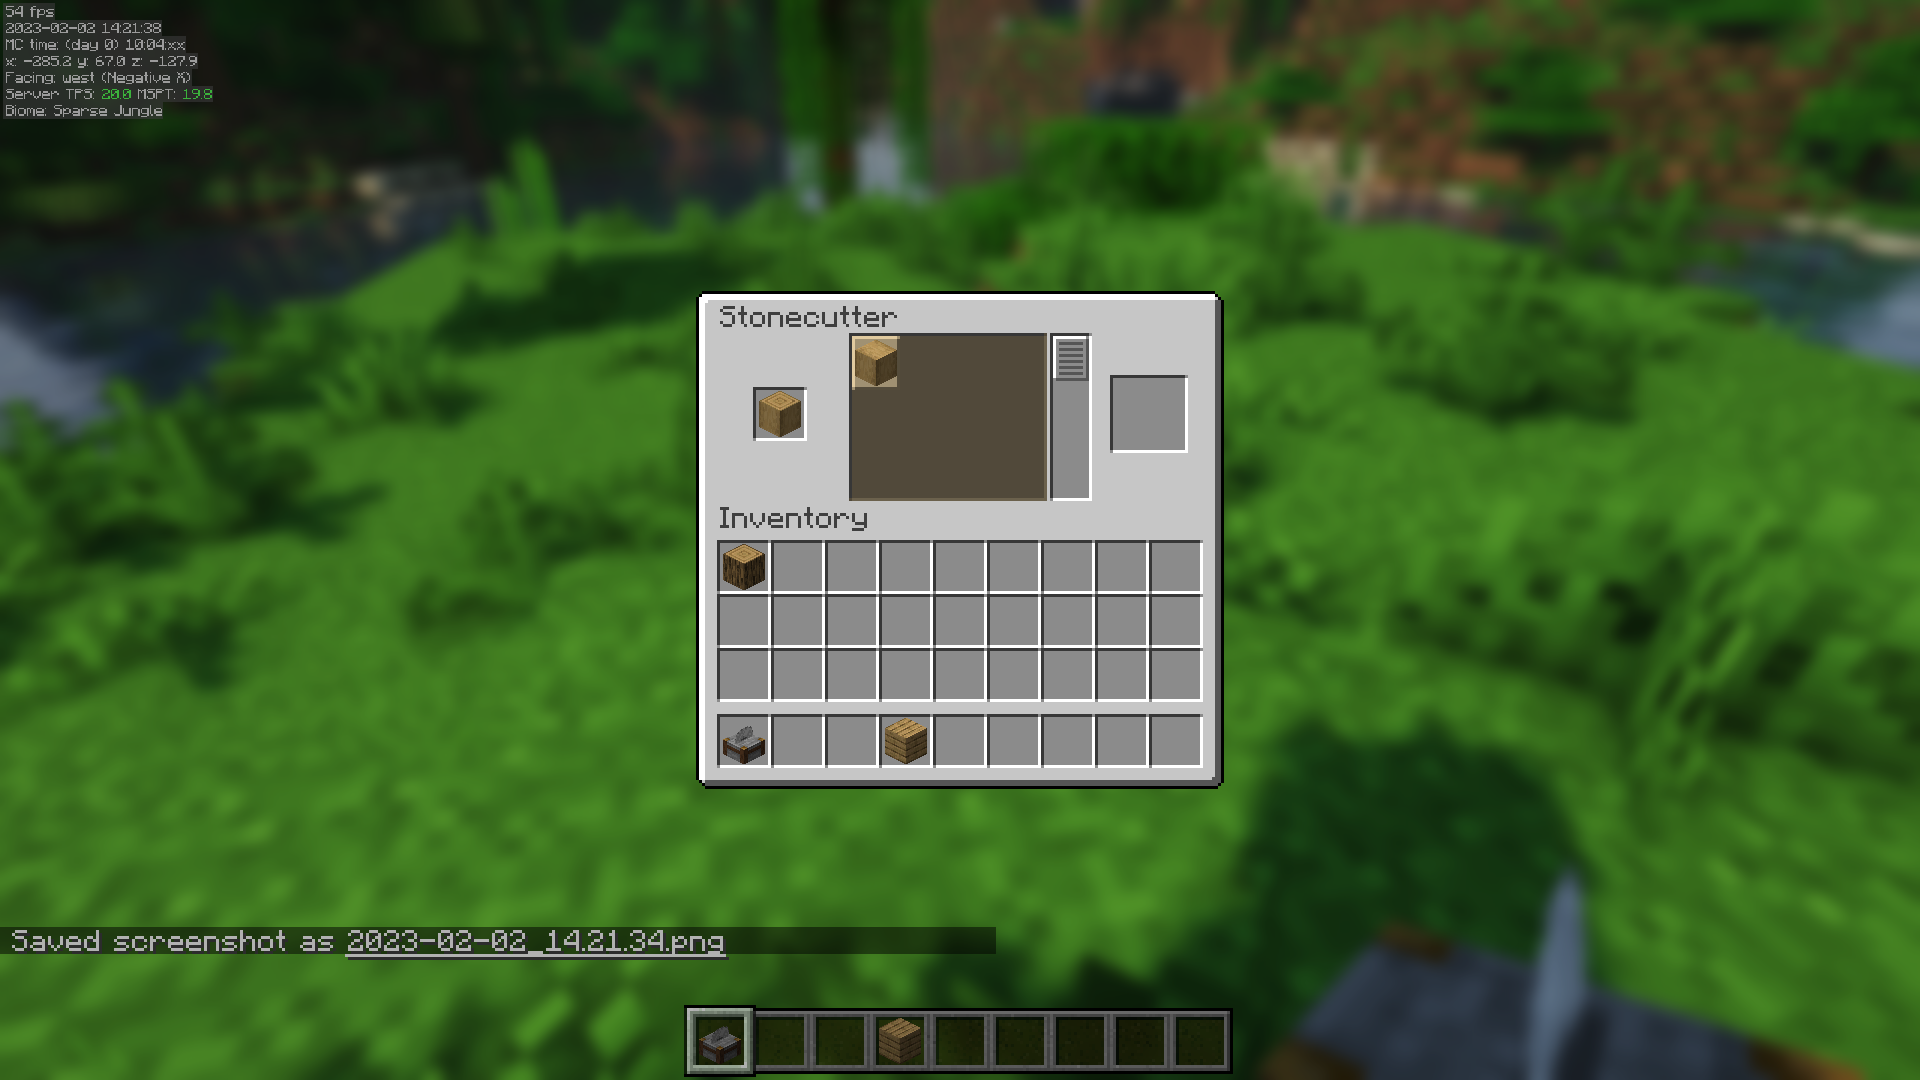 54 fps
2023-02-02 14:21:38
MC time: (day 0) 10:04:xx
x: -285.2 y: 67.0 z: -127.9
Facing: west (Negative X)
Server TPS: 20.0 MSPT: 19.8
Biome: Sparse Jungle
Stonecutter
Inventory
Saved screenshot as 2023-02-02_14.21.34.png